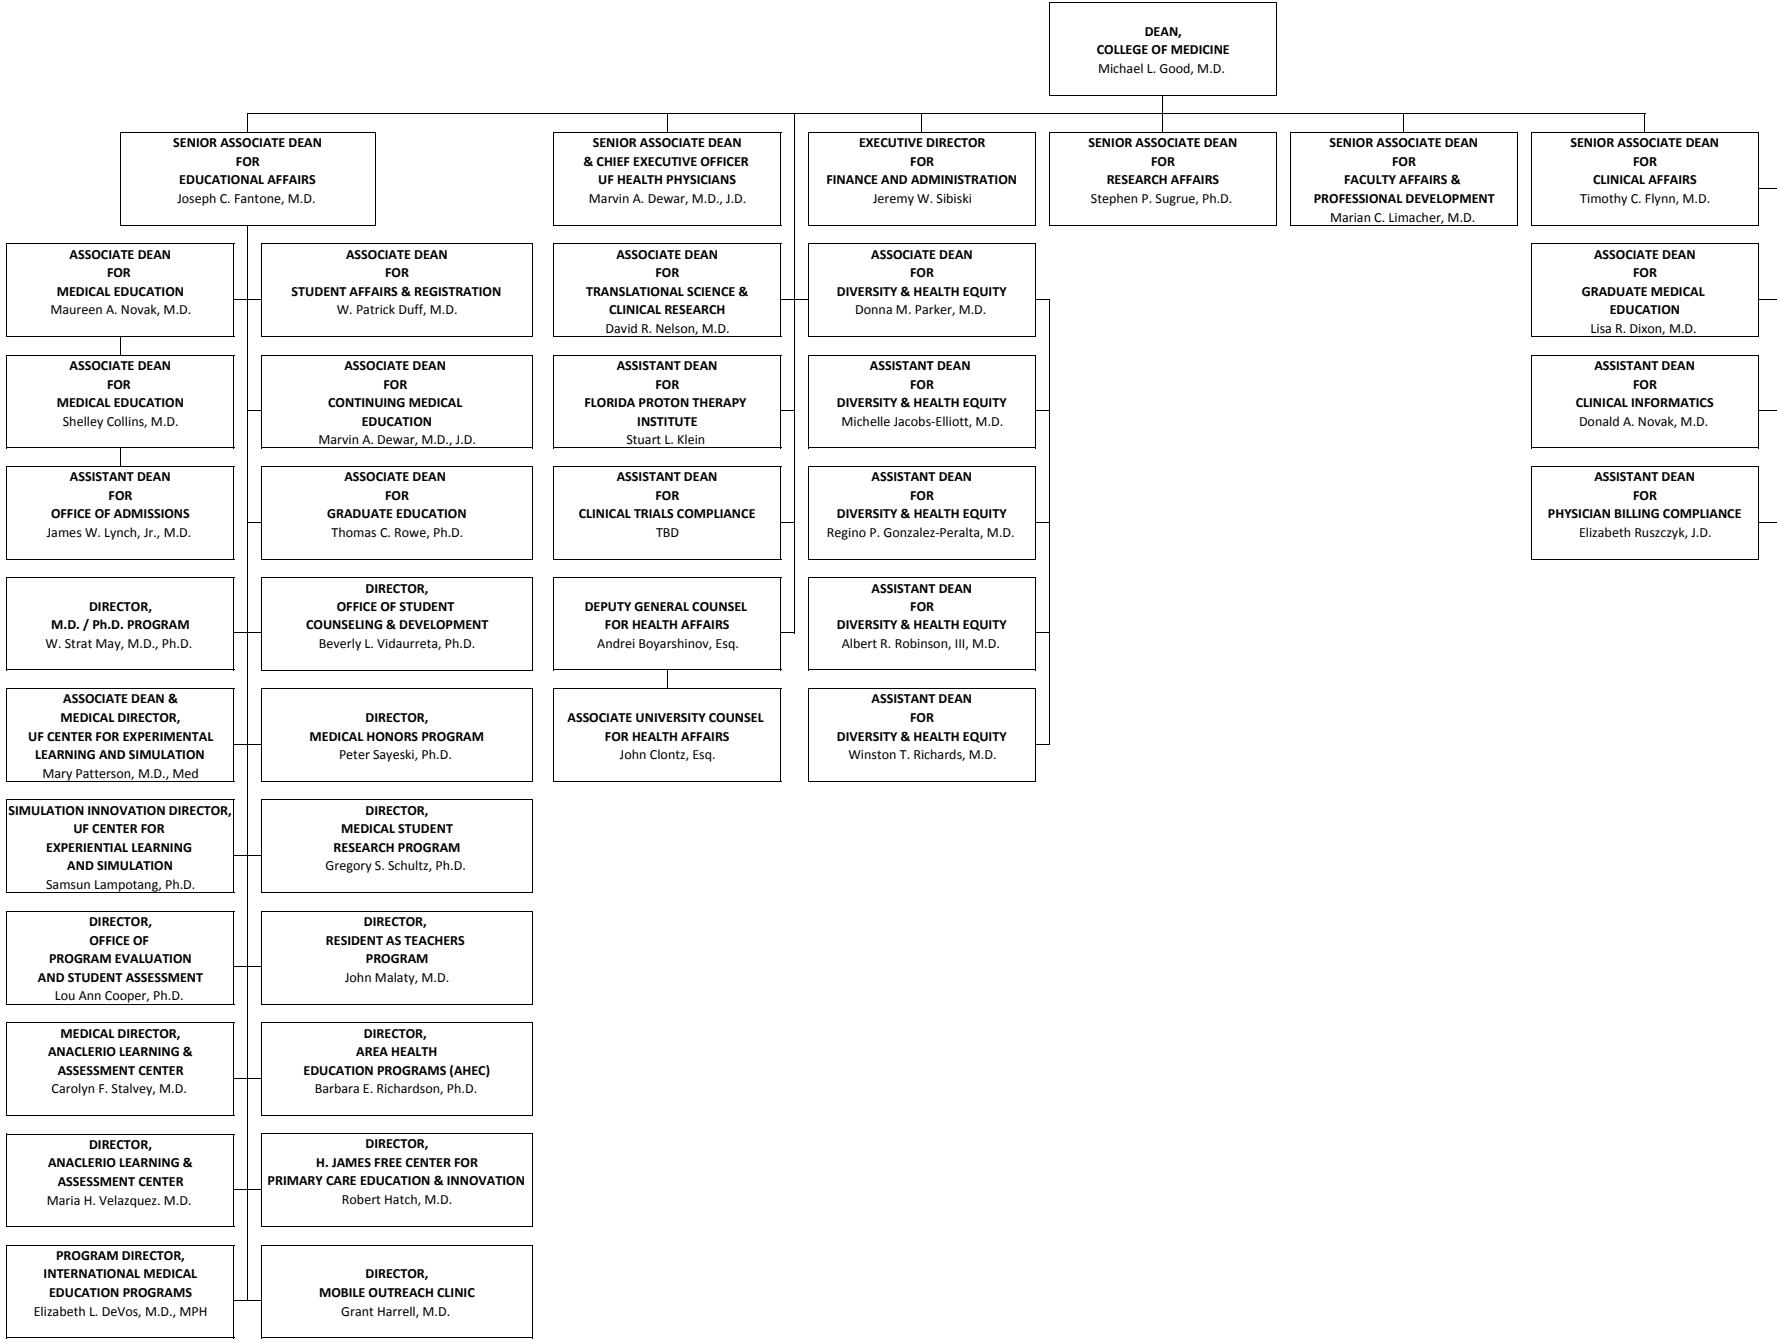 DEAN,
COLLEGE OF MEDICINE
Michael L. Good, M.D.
SENIOR ASSOCIATE DEAN
FOR
EDUCATIONAL AFFAIRS
Joseph C. Fantone, M.D.
SENIOR ASSOCIATE DEAN
& CHIEF EXECUTIVE OFFICER
UF HEALTH PHYSICIANS
Marvin A. Dewar, M.D., J.D.
EXECUTIVE DIRECTOR
FOR
FINANCE AND ADMINISTRATION
Jeremy W. Sibiski
SENIOR ASSOCIATE DEAN
FOR
RESEARCH AFFAIRS
Stephen P. Sugrue, Ph.D.
SENIOR ASSOCIATE DEAN
FOR
FACULTY AFFAIRS &
PROFESSIONAL DEVELOPMENT
Marian C. Limacher, M.D.
SENIOR ASSOCIATE DEAN
FOR
CLINICAL AFFAIRS
Timothy C. Flynn, M.D.
ASSOCIATE DEAN
FOR
MEDICAL EDUCATION
Maureen A. Novak, M.D.
ASSOCIATE DEAN
FOR
STUDENT AFFAIRS & REGISTRATION
W. Patrick Duff, M.D.
ASSOCIATE DEAN
FOR
TRANSLATIONAL SCIENCE &
CLINICAL RESEARCH
David R. Nelson, M.D.
ASSOCIATE DEAN
FOR
DIVERSITY & HEALTH EQUITY
Donna M. Parker, M.D.
ASSOCIATE DEAN
FOR
GRADUATE MEDICAL
EDUCATION
Lisa R. Dixon, M.D.
ASSOCIATE DEAN
FOR
MEDICAL EDUCATION
Shelley Collins, M.D.
ASSOCIATE DEAN
FOR
CONTINUING MEDICAL
EDUCATION
Marvin A. Dewar, M.D., J.D.
ASSISTANT DEAN
FOR
FLORIDA PROTON THERAPY
INSTITUTE
Stuart L. Klein
ASSISTANT DEAN
FOR
DIVERSITY & HEALTH EQUITY
Michelle Jacobs-Elliott, M.D.
ASSISTANT DEAN
FOR
CLINICAL INFORMATICS
Donald A. Novak, M.D.
ASSISTANT DEAN
FOR
OFFICE OF ADMISSIONS
James W. Lynch, Jr., M.D.
ASSOCIATE DEAN
FOR
GRADUATE EDUCATION
Thomas C. Rowe, Ph.D.
ASSISTANT DEAN
FOR
CLINICAL TRIALS COMPLIANCE
TBD
ASSISTANT DEAN
FOR
DIVERSITY & HEALTH EQUITY
Regino P. Gonzalez-Peralta, M.D.
ASSISTANT DEAN
FOR
PHYSICIAN BILLING COMPLIANCE
Elizabeth Ruszczyk, J.D.
DIRECTOR,
M.D. / Ph.D. PROGRAM
W. Strat May, M.D., Ph.D.
DIRECTOR,
OFFICE OF STUDENT
COUNSELING & DEVELOPMENT
Beverly L. Vidaurreta, Ph.D.
DEPUTY GENERAL COUNSEL
FOR HEALTH AFFAIRS
Andrei Boyarshinov, Esq.
ASSISTANT DEAN
FOR
DIVERSITY & HEALTH EQUITY
Albert R. Robinson, III, M.D.
ASSOCIATE DEAN &
MEDICAL DIRECTOR,
UF CENTER FOR EXPERIMENTAL
LEARNING AND SIMULATION
Mary Patterson, M.D., Med
DIRECTOR,
MEDICAL HONORS PROGRAM
Peter Sayeski, Ph.D.
ASSOCIATE UNIVERSITY COUNSEL
FOR HEALTH AFFAIRS
John Clontz, Esq.
ASSISTANT DEAN
FOR
DIVERSITY & HEALTH EQUITY
Winston T. Richards, M.D.
SIMULATION INNOVATION DIRECTOR,
UF CENTER FOR
EXPERIENTIAL LEARNING
AND SIMULATION
Samsun Lampotang, Ph.D.
DIRECTOR,
MEDICAL STUDENT
RESEARCH PROGRAM
Gregory S. Schultz, Ph.D.
DIRECTOR,
OFFICE OF
PROGRAM EVALUATION
AND STUDENT ASSESSMENT
Lou Ann Cooper, Ph.D.
DIRECTOR,
RESIDENT AS TEACHERS
PROGRAM
John Malaty, M.D.
MEDICAL DIRECTOR,
ANACLERIO LEARNING &
ASSESSMENT CENTER
Carolyn F. Stalvey, M.D.
DIRECTOR,
AREA HEALTH
EDUCATION PROGRAMS (AHEC)
Barbara E. Richardson, Ph.D.
DIRECTOR,
ANACLERIO LEARNING &
ASSESSMENT CENTER
Maria H. Velazquez. M.D.
DIRECTOR,
H. JAMES FREE CENTER FOR
PRIMARY CARE EDUCATION & INNOVATION
Robert Hatch, M.D.
PROGRAM DIRECTOR,
INTERNATIONAL MEDICAL
EDUCATION PROGRAMS
Elizabeth L. DeVos, M.D., MPH
DIRECTOR,
MOBILE OUTREACH CLINIC
Grant Harrell, M.D.